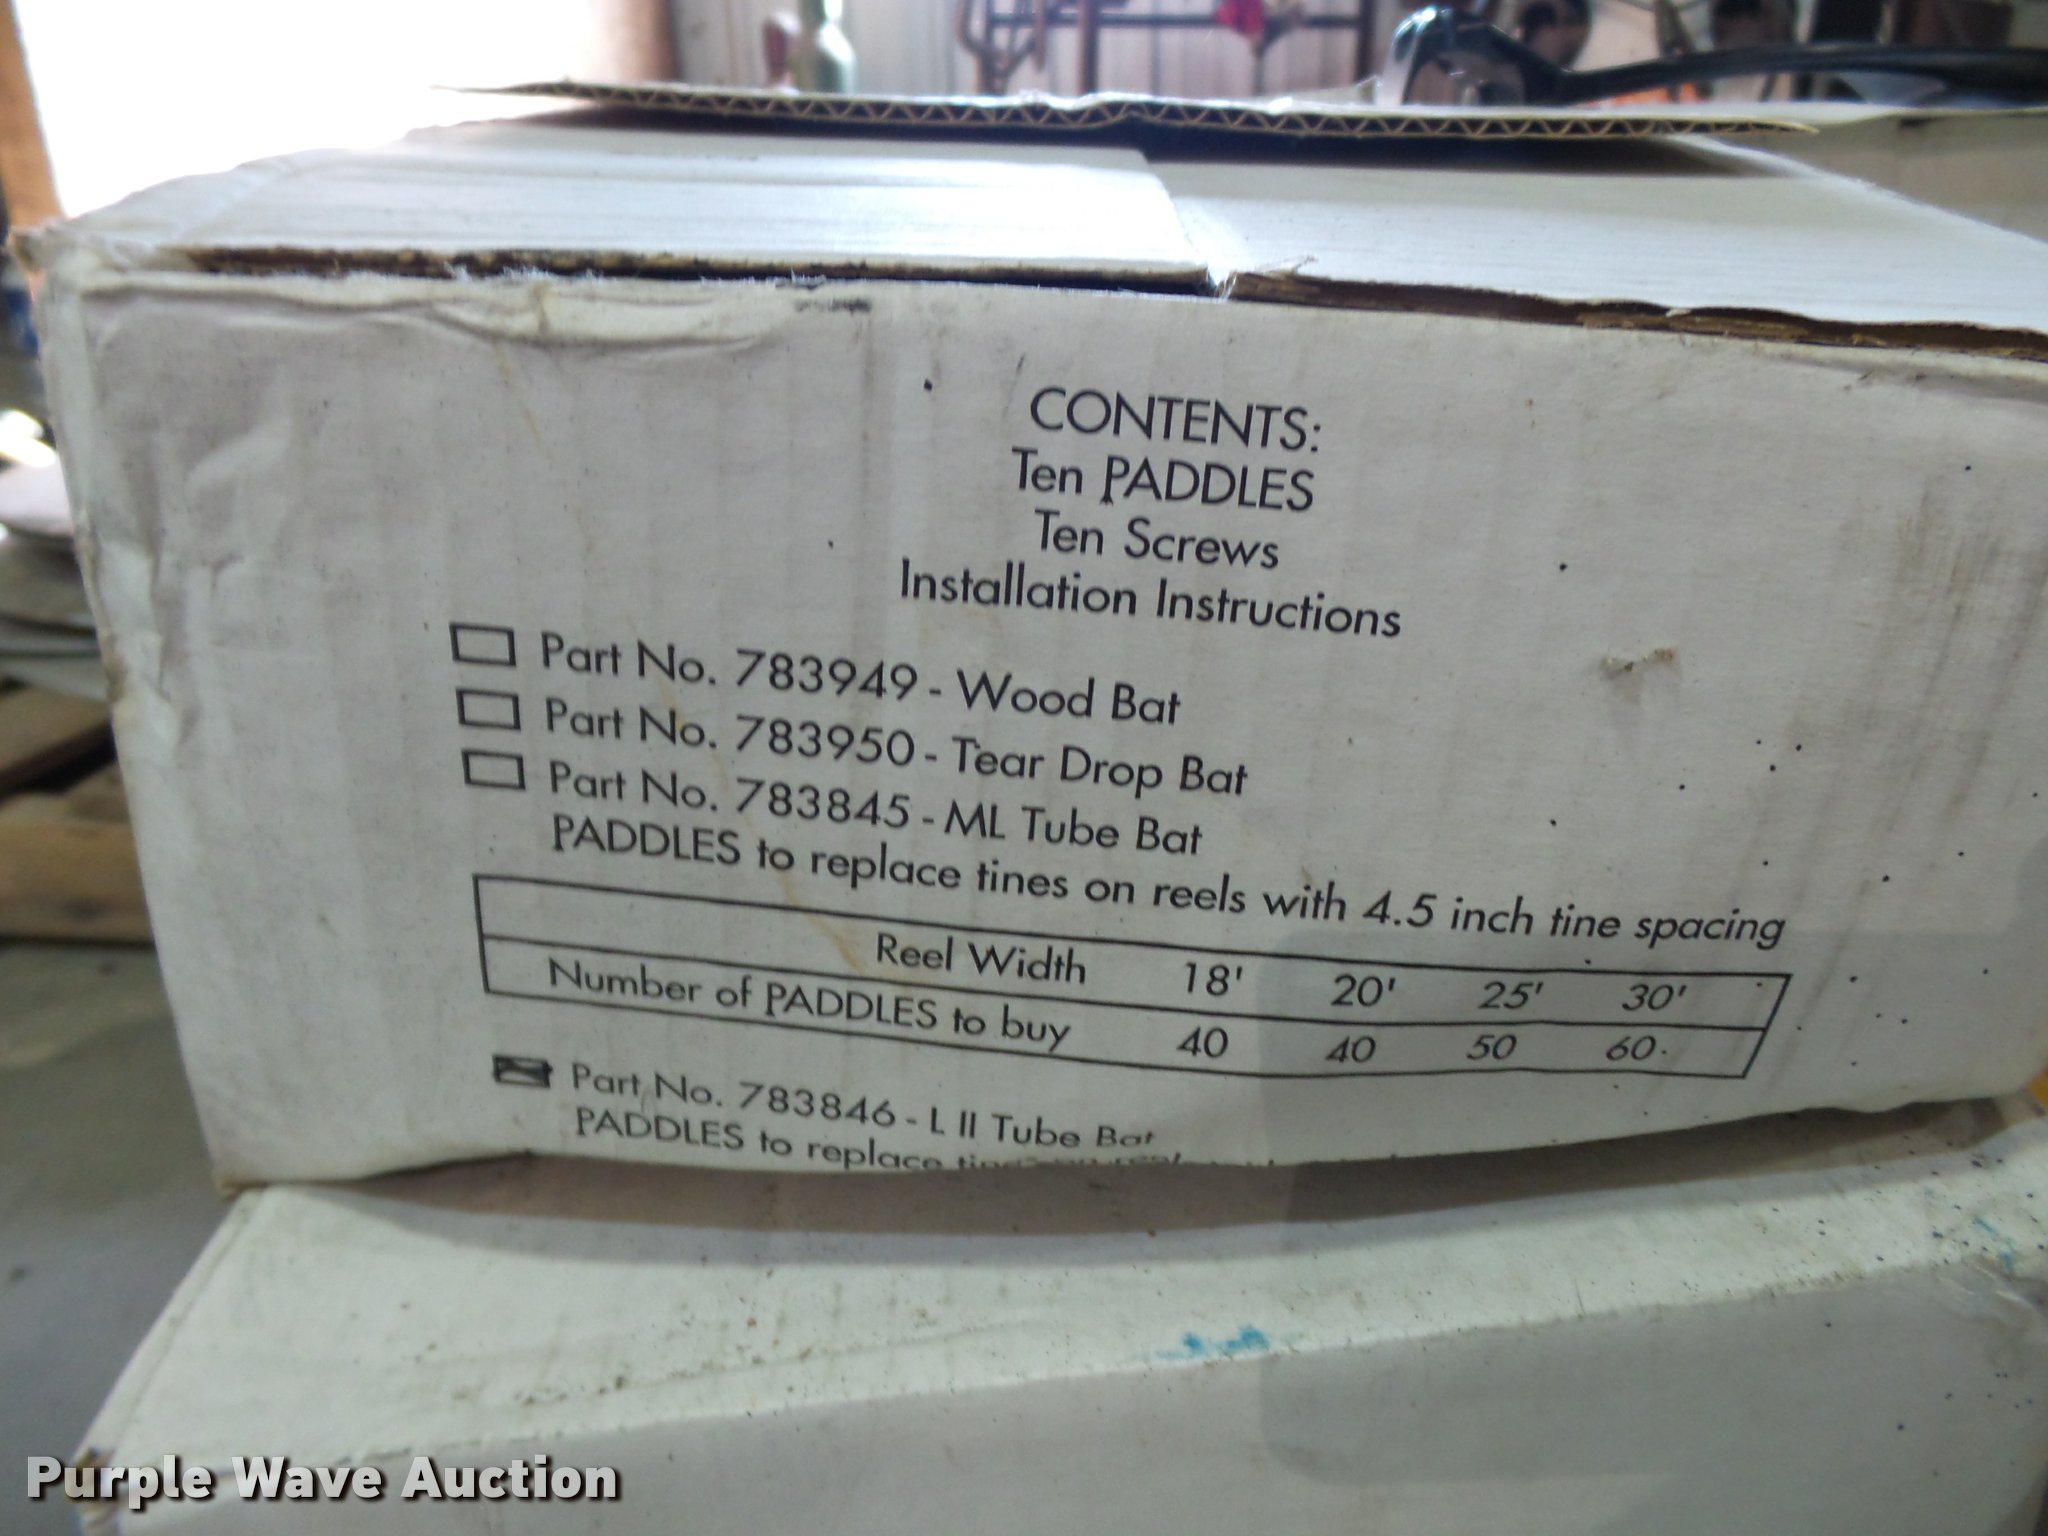 CONTENTS:
Ten PADDLES
Ten Screws
Installation Instructions
Part No. 783949 - Wood Bat
Part No. 783950 - Tear Drop Bat
Part No. 783845 - ML Tube Bat
PADDLES to replace tines on reels with 4.5 inch tine spacing
Reel Width 18' 20' 25' 30'
Number of PADDLES to buy 40 40 50 60
Part No. 783846 - L II Tube Bat
PADDLES to replace
Purple Wave Auction